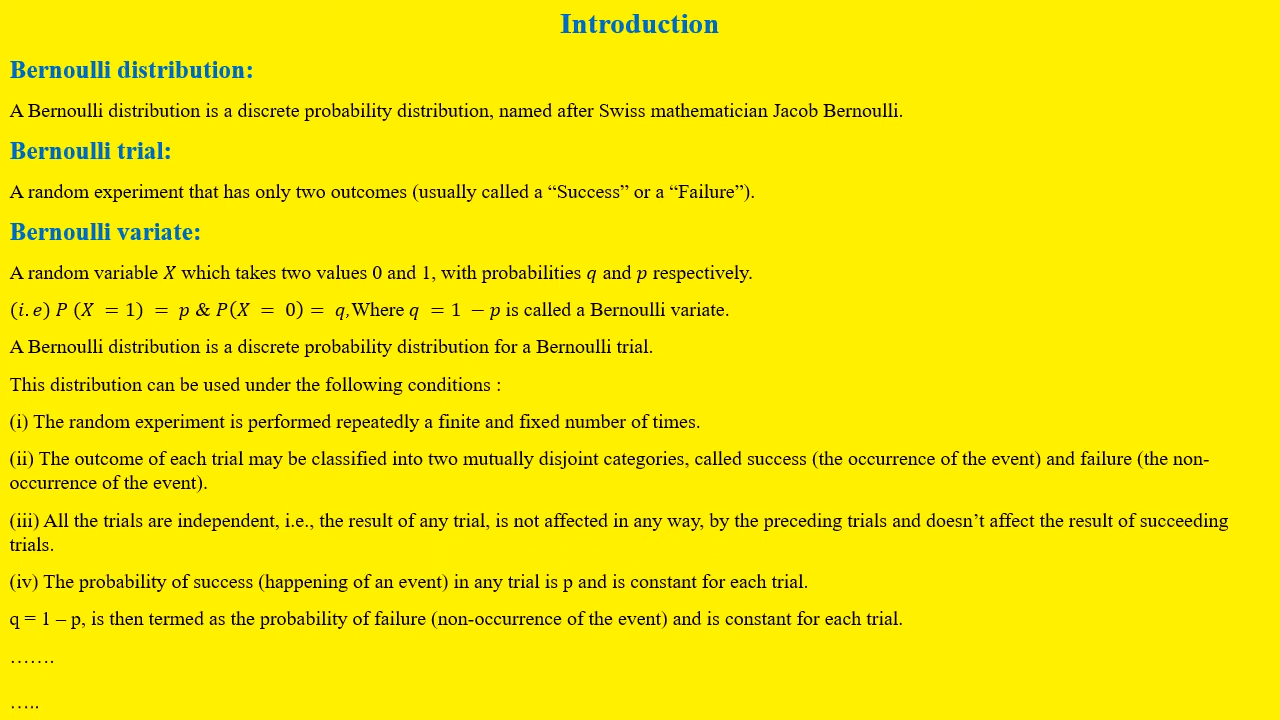 Introduction
Bernoulli distribution:
A Bernoulli distribution is a discrete probability distribution, named after Swiss mathematician Jacob Bernoulli.
Bernoulli trial:
A random experiment that has only two outcomes (usually called a “Success” or a “Failure”).
Bernoulli variate:
A random variable X which takes two values 0 and 1, with probabilities q and p respectively.
(i.e) P (X = 1) = p & P(X = 0) = q,Where q = 1 − p is called a Bernoulli variate.
A Bernoulli distribution is a discrete probability distribution for a Bernoulli trial.
This distribution can be used under the following conditions :
(i) The random experiment is performed repeatedly a finite and fixed number of times.
(ii) The outcome of each trial may be classified into two mutually disjoint categories, called success (the occurrence of the event) and failure (the non-
occurrence of the event).
(iii) All the trials are independent, i.e., the result of any trial, is not affected in any way, by the preceding trials and doesn’t affect the result of succeeding
trials.
(iv) The probability of success (happening of an event) in any trial is p and is constant for each trial.
q = 1 – p, is then termed as the probability of failure (non-occurrence of the event) and is constant for each trial.
…….
…..